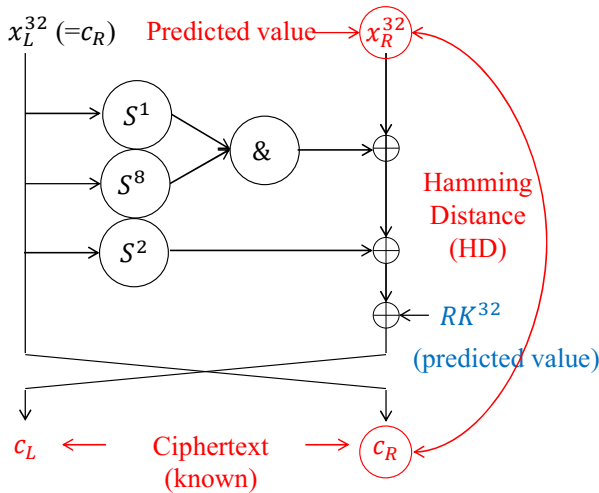 x_L^32 (=c_R)
Predicted value
x_R^32
S^1
&
S^8
Hamming
Distance
(HD)
S^2
RK^32
(predicted value)
c_L
Ciphertext
(known)
c_R